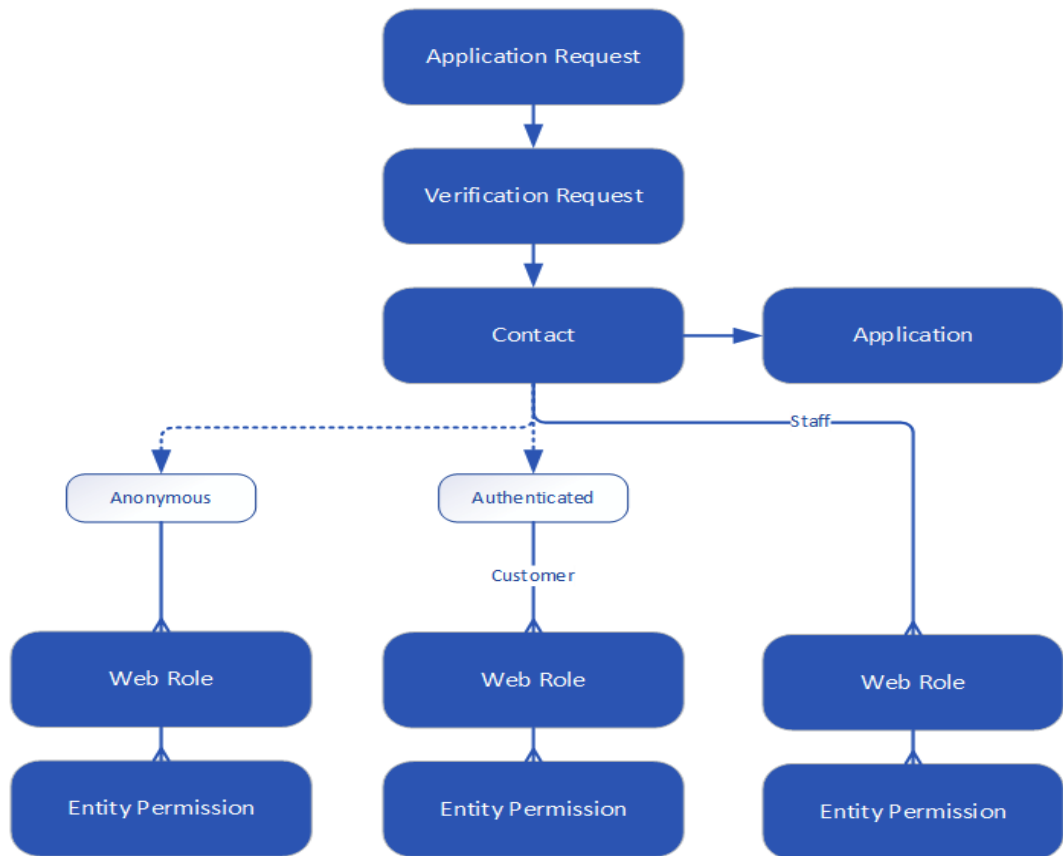 Application Request
Verification Request
Contact
Application
Staff
Anonymous
Authenticated
Customer
Web Role
Web Role
Web Role
Entity Permission
Entity Permission
Entity Permission